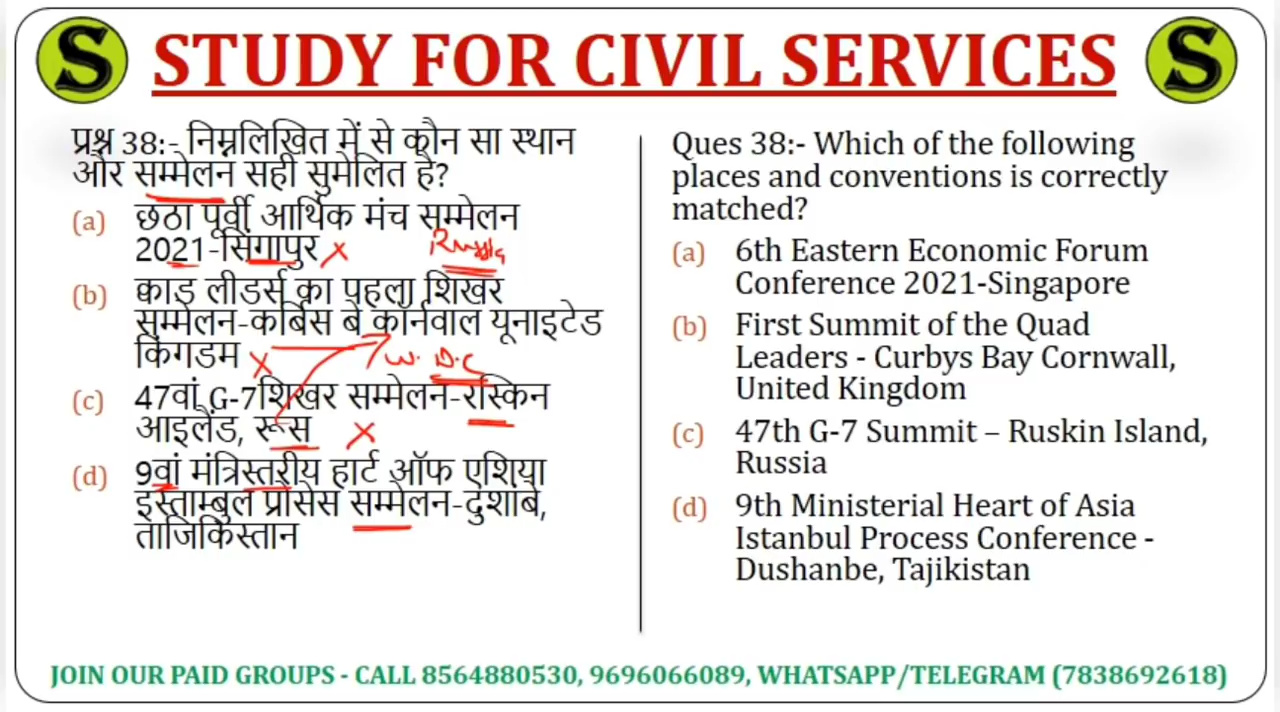 S
STUDY FOR CIVIL SERVICES
S
प्रश्न 38:- निम्नलिखित में से कौन सा स्थान
और सम्मेलन सही सुमेलित है?
(a) छठा पूर्वी आर्थिक मंच सम्मेलन
2021-सिंगापुर ×
Russia
(b) क्वाड लीडर्स का पहला शिखर
सम्मेलन-कर्बिस बे कॉर्नवाल यूनाइटेड
किंगडम ×
W. D.C
(c) 47वां G-7शिखर सम्मेलन-रस्किन
आइलैंड, रूस ×
(d) 9वां मंत्रिस्तरीय हार्ट ऑफ एशिया
इस्ताम्बुल प्रोसेस सम्मेलन-दुशांबे,
ताजिकिस्तान
Ques 38:- Which of the following
places and conventions is correctly
matched?
(a) 6th Eastern Economic Forum
Conference 2021-Singapore
(b) First Summit of the Quad
Leaders - Curbys Bay Cornwall,
United Kingdom
(c) 47th G-7 Summit – Ruskin Island,
Russia
(d) 9th Ministerial Heart of Asia
Istanbul Process Conference -
Dushanbe, Tajikistan
JOIN OUR PAID GROUPS - CALL 8564880530, 9696066089, WHATSAPP/TELEGRAM (7838692618)